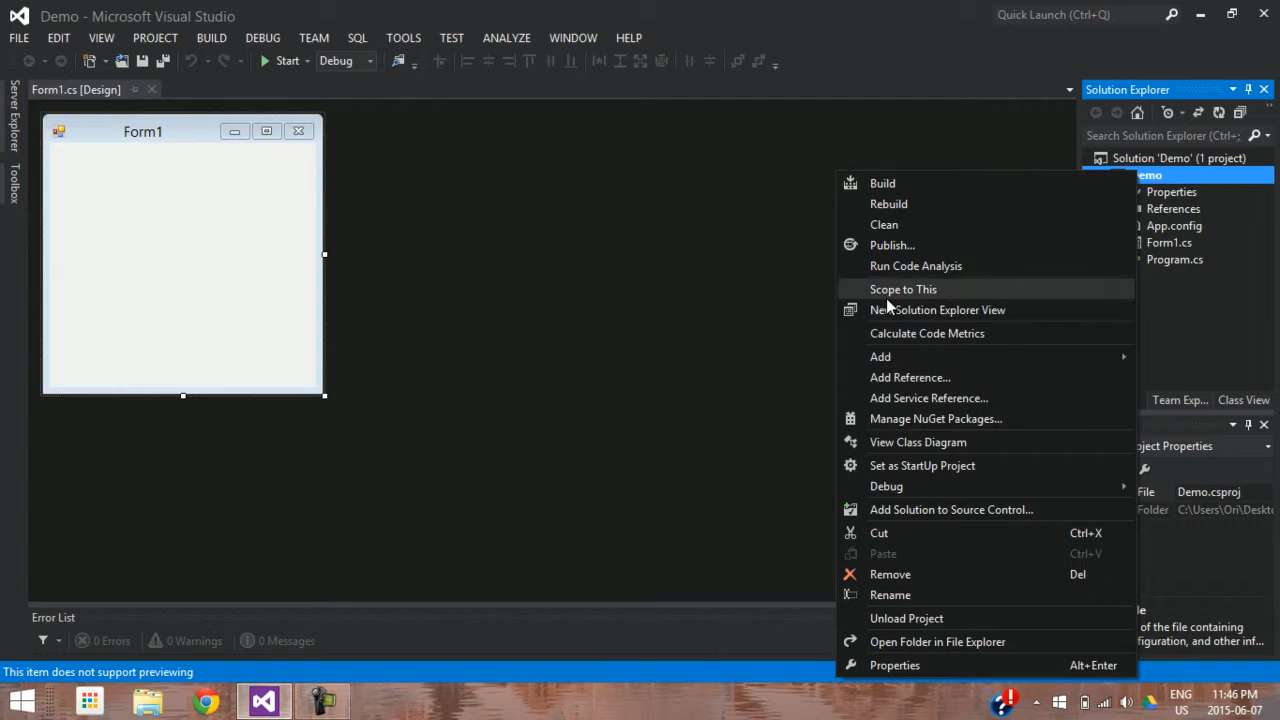 Demo - Microsoft Visual Studio
Quick Launch (Ctrl+Q)
FILE EDIT VIEW PROJECT BUILD DEBUG TEAM SQL TOOLS TEST ANALYZE WINDOW HELP
Start Debug
Server Explorer
Toolbox
Form1.cs [Design]
Form1
Solution Explorer
Search Solution Explorer (Ctrl+;
Solution 'Demo' (1 project)
emo
Properties
References
App.config
Form1.cs
Program.cs
Build
Rebuild
Clean
Publish...
Run Code Analysis
Scope to This
New Solution Explorer View
Calculate Code Metrics
Add
Add Reference...
Add Service Reference...
Manage NuGet Packages...
View Class Diagram
Set as StartUp Project
Debug
Add Solution to Source Control...
Cut Ctrl+X
Paste Ctrl+V
Remove Del
Rename
Unload Project
Open Folder in File Explorer
Properties Alt+Enter
Team Exp... Class View
oject Properties
File Demo.csproj
Folder C:\Users\Ori\Deskto
le
of the file containing
figuration, and other inf...
Error List
0 Errors 0 Warnings 0 Messages
This item does not support previewing
ENG
US
11:46 PM
2015-06-07